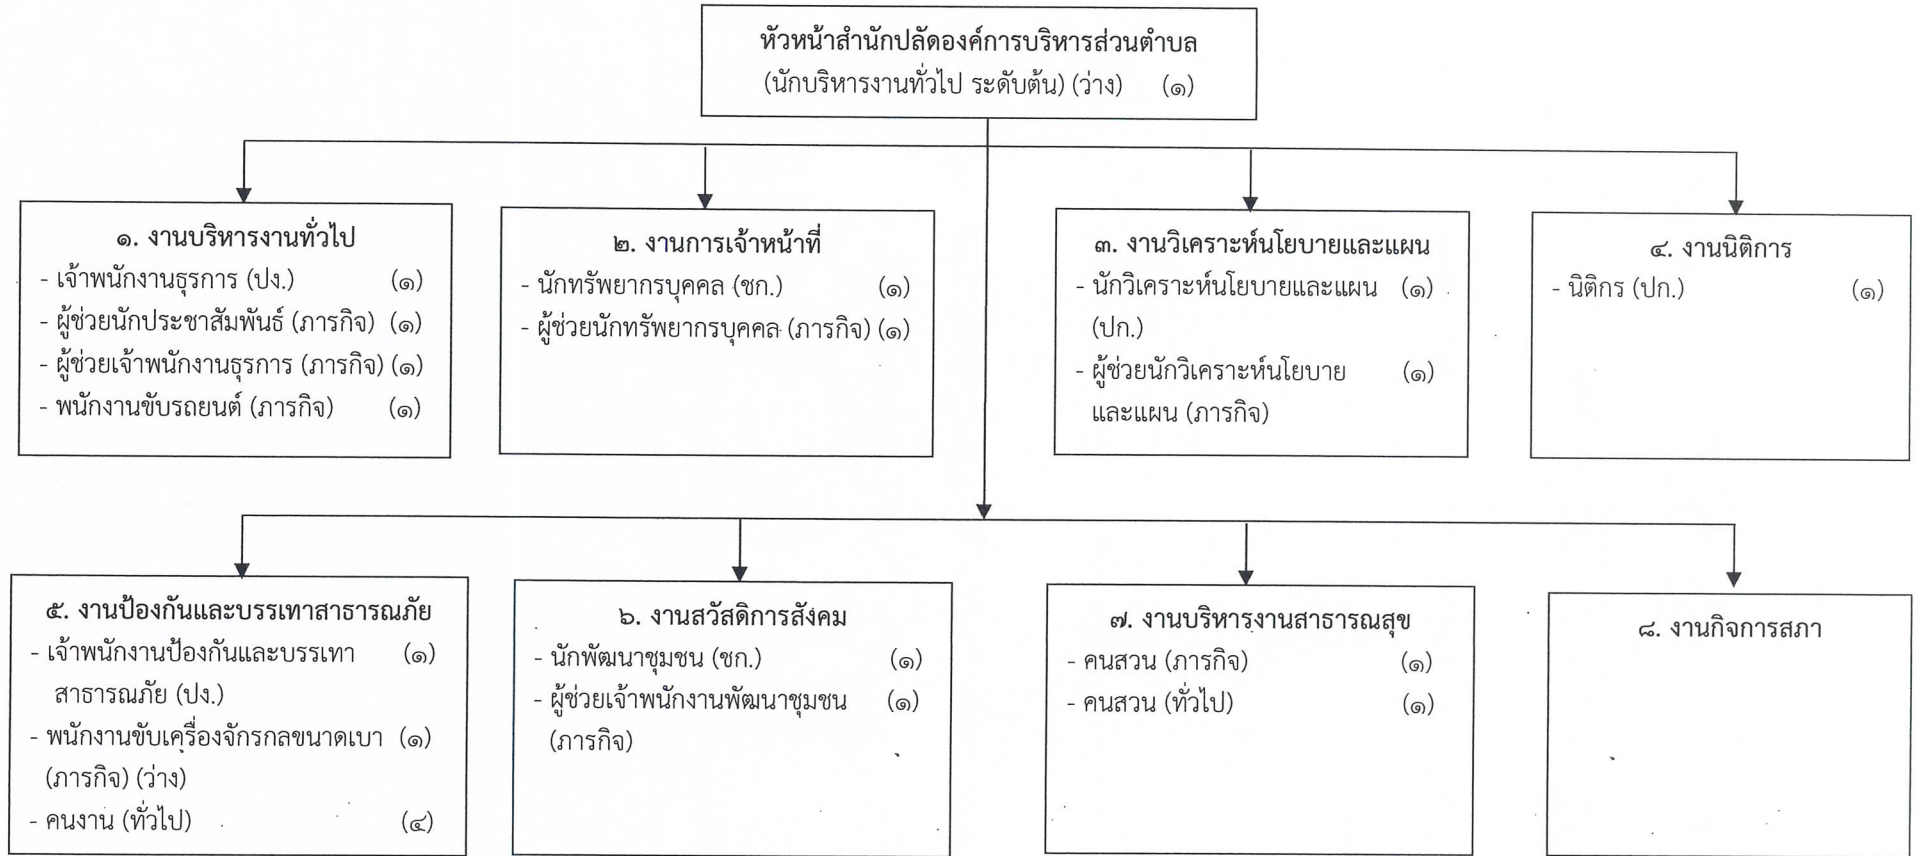 หัวหน้าสำนักปลัดองค์การบริหารส่วนตำบล
(นักบริหารงานทั่วไป ระดับต้น) (ว่าง) (๑)
๑. งานบริหารงานทั่วไป
- เจ้าพนักงานธุรการ (ปง.) (๑)
- ผู้ช่วยนักประชาสัมพันธ์ (ภารกิจ) (๑)
- ผู้ช่วยเจ้าพนักงานธุรการ (ภารกิจ) (๑)
- พนักงานขับรถยนต์ (ภารกิจ) (๑)
๒. งานการเจ้าหน้าที่
- นักทรัพยากรบุคคล (ชก.) (๑)
- ผู้ช่วยนักทรัพยากรบุคคล (ภารกิจ) (๑)
๓. งานวิเคราะห์นโยบายและแผน
- นักวิเคราะห์นโยบายและแผน (๑)
(ปก.)
- ผู้ช่วยนักวิเคราะห์นโยบาย (๑)
และแผน (ภารกิจ)
๔. งานนิติการ
- นิติกร (ปก.) (๑)
๕. งานป้องกันและบรรเทาสาธารณภัย
- เจ้าพนักงานป้องกันและบรรเทา (๑)
สาธารณภัย (ปง.)
- พนักงานขับเครื่องจักรกลขนาดเบา (๑)
(ภารกิจ) (ว่าง)
- คนงาน (ทั่วไป) (๔)
๖. งานสวัสดิการสังคม
- นักพัฒนาชุมชน (ชก.) (๑)
- ผู้ช่วยเจ้าพนักงานพัฒนาชุมชน (๑)
(ภารกิจ)
๗. งานบริหารงานสาธารณสุข
- คนสวน (ภารกิจ) (๑)
- คนสวน (ทั่วไป) (๑)
๘. งานกิจการสภา